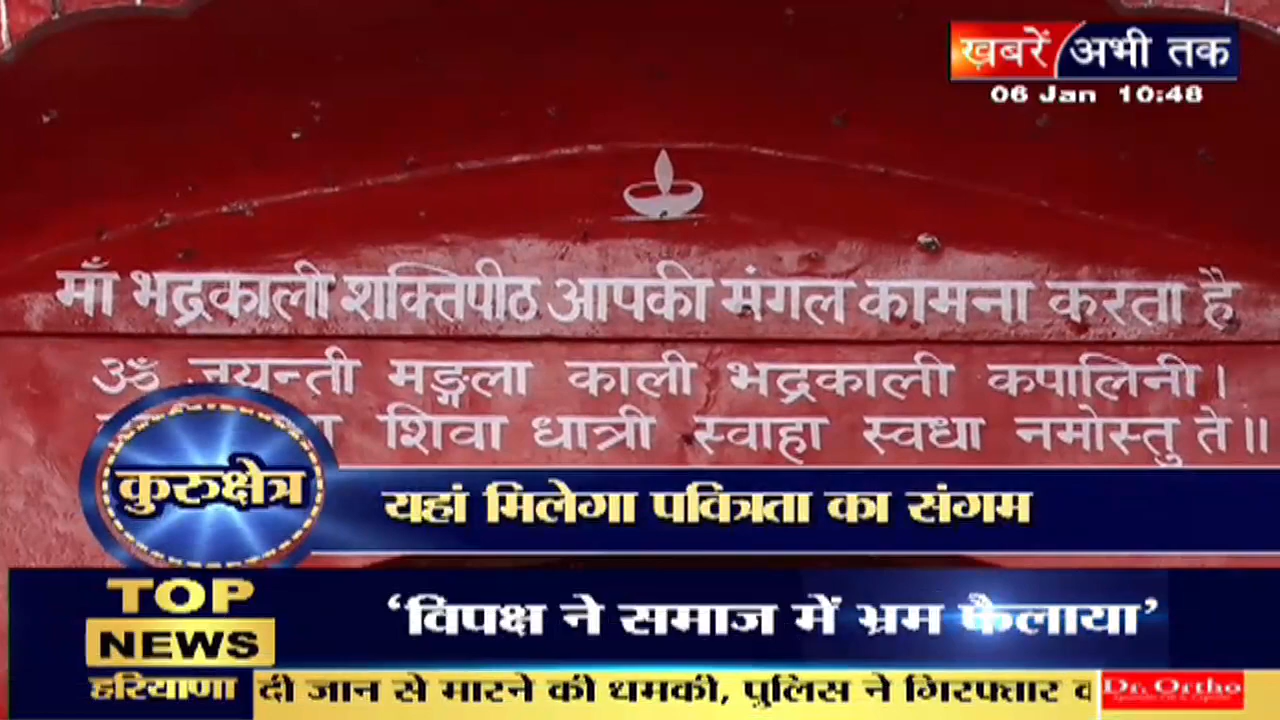 ख़बरें अभी तक
06 Jan 10:48
माँ भद्रकाली शक्तिपीठ आपकी मंगल कामना करता है
ॐ जयन्ती मङ्गला काली भद्रकाली कपालिनी।
शिवा धात्री स्वाहा स्वधा नमोस्तु ते॥
कुरुक्षेत्र
यहां मिलेगा पवित्रता का संगम
TOP
NEWS
हरियाणा
‘विपक्ष ने समाज में भ्रम फैलाया’
दी जान से मारने की धमकी, पुलिस ने गिरफ्तार
Dr. Ortho